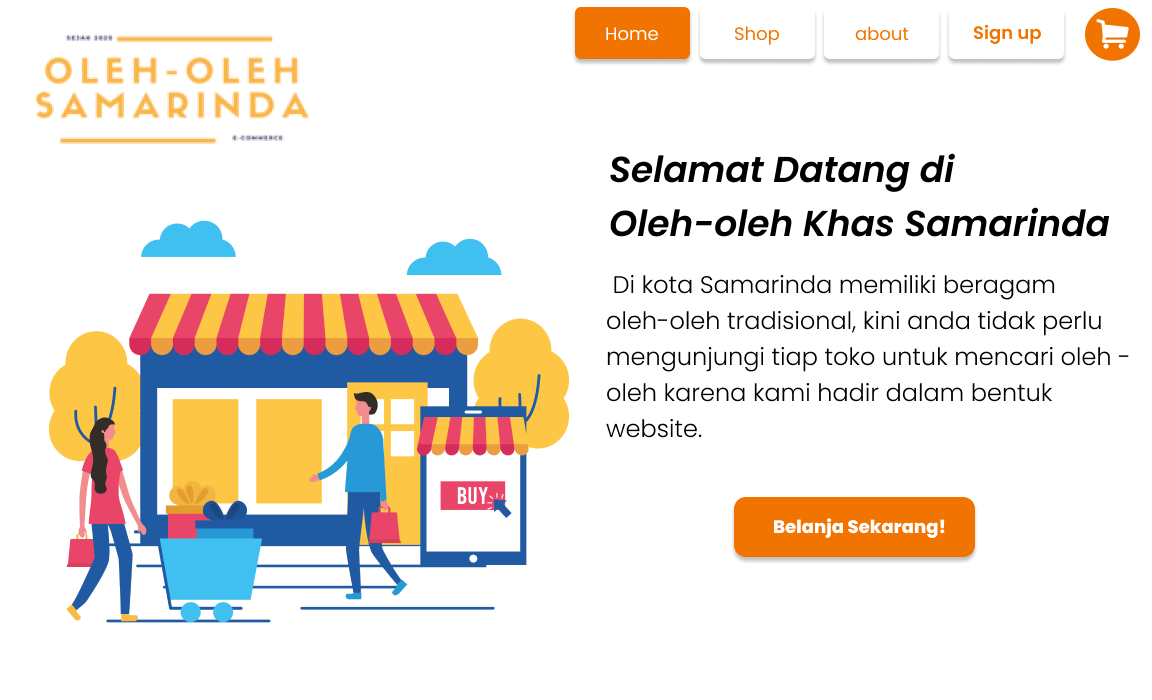 SEJAK 2020
OLEH-OLEH
SAMARINDA
E-COMMERCE
Home
Shop
about
Sign up
Selamat Datang di
Oleh-oleh Khas Samarinda
Di kota Samarinda memiliki beragam
oleh-oleh tradisional, kini anda tidak perlu
mengunjungi tiap toko untuk mencari oleh -
oleh karena kami hadir dalam bentuk
website.
BUY
Belanja Sekarang!